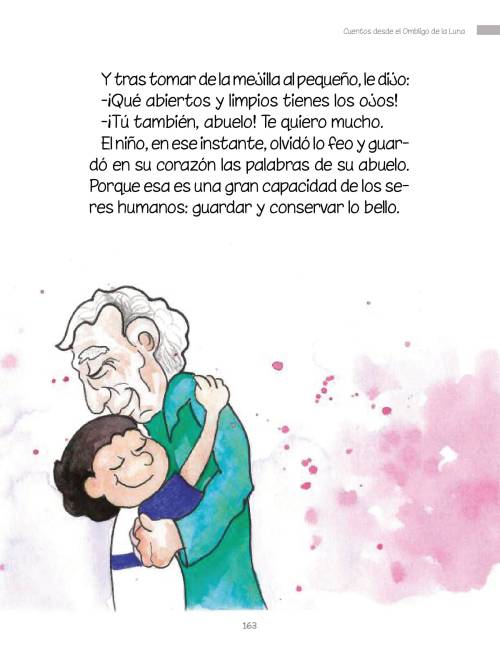 Cuentos desde el Ombligo de la Luna
Y tras tomar de la mejilla al pequeño, le dijo:
-¡Qué abiertos y limpios tienes los ojos!
-¡Tú también, abuelo! Te quiero mucho.
El niño, en ese instante, olvidó lo feo y guar-
dó en su corazón las palabras de su abuelo.
Porque esa es una gran capacidad de los se-
res humanos: guardar y conservar lo bello.
163